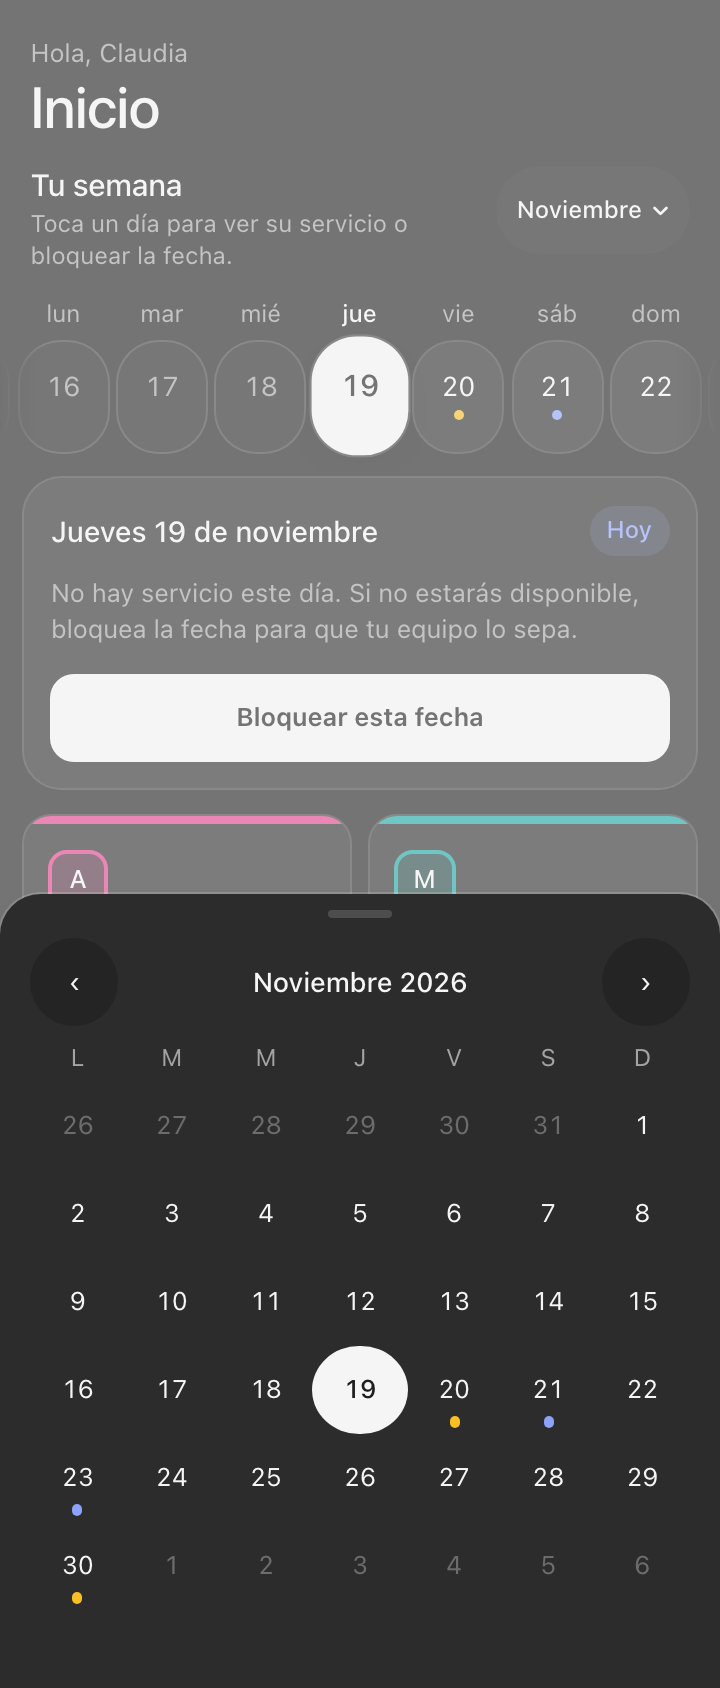 Hola, Claudia
Inicio
Tu semana
Toca un día para ver su servicio o
bloquear la fecha.
Noviembre
lun mar mié jue vie sáb dom
16 17 18 19 20 21 22
Jueves 19 de noviembre
Hoy
No hay servicio este día. Si no estarás disponible,
bloquea la fecha para que tu equipo lo sepa.
Bloquear esta fecha
A M
‹ Noviembre 2026 ›
L M M J V S D
26 27 28 29 30 31 1
2 3 4 5 6 7 8
9 10 11 12 13 14 15
16 17 18 19 20 21 22
23 24 25 26 27 28 29
30 1 2 3 4 5 6